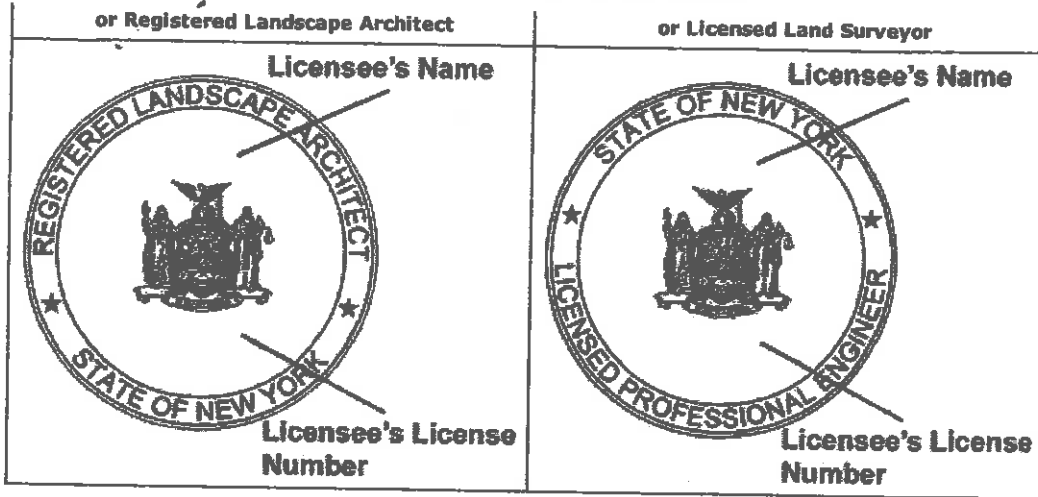 or Registered Landscape Architect
Licensee's Name
REGISTERED LANDSCAPE ARCHITECT
STATE OF NEW YORK
Licensee's License
Number
or Licensed Land Surveyor
Licensee's Name
STATE OF NEW YORK
LICENSED PROFESSIONAL ENGINEER
Licensee's License
Number